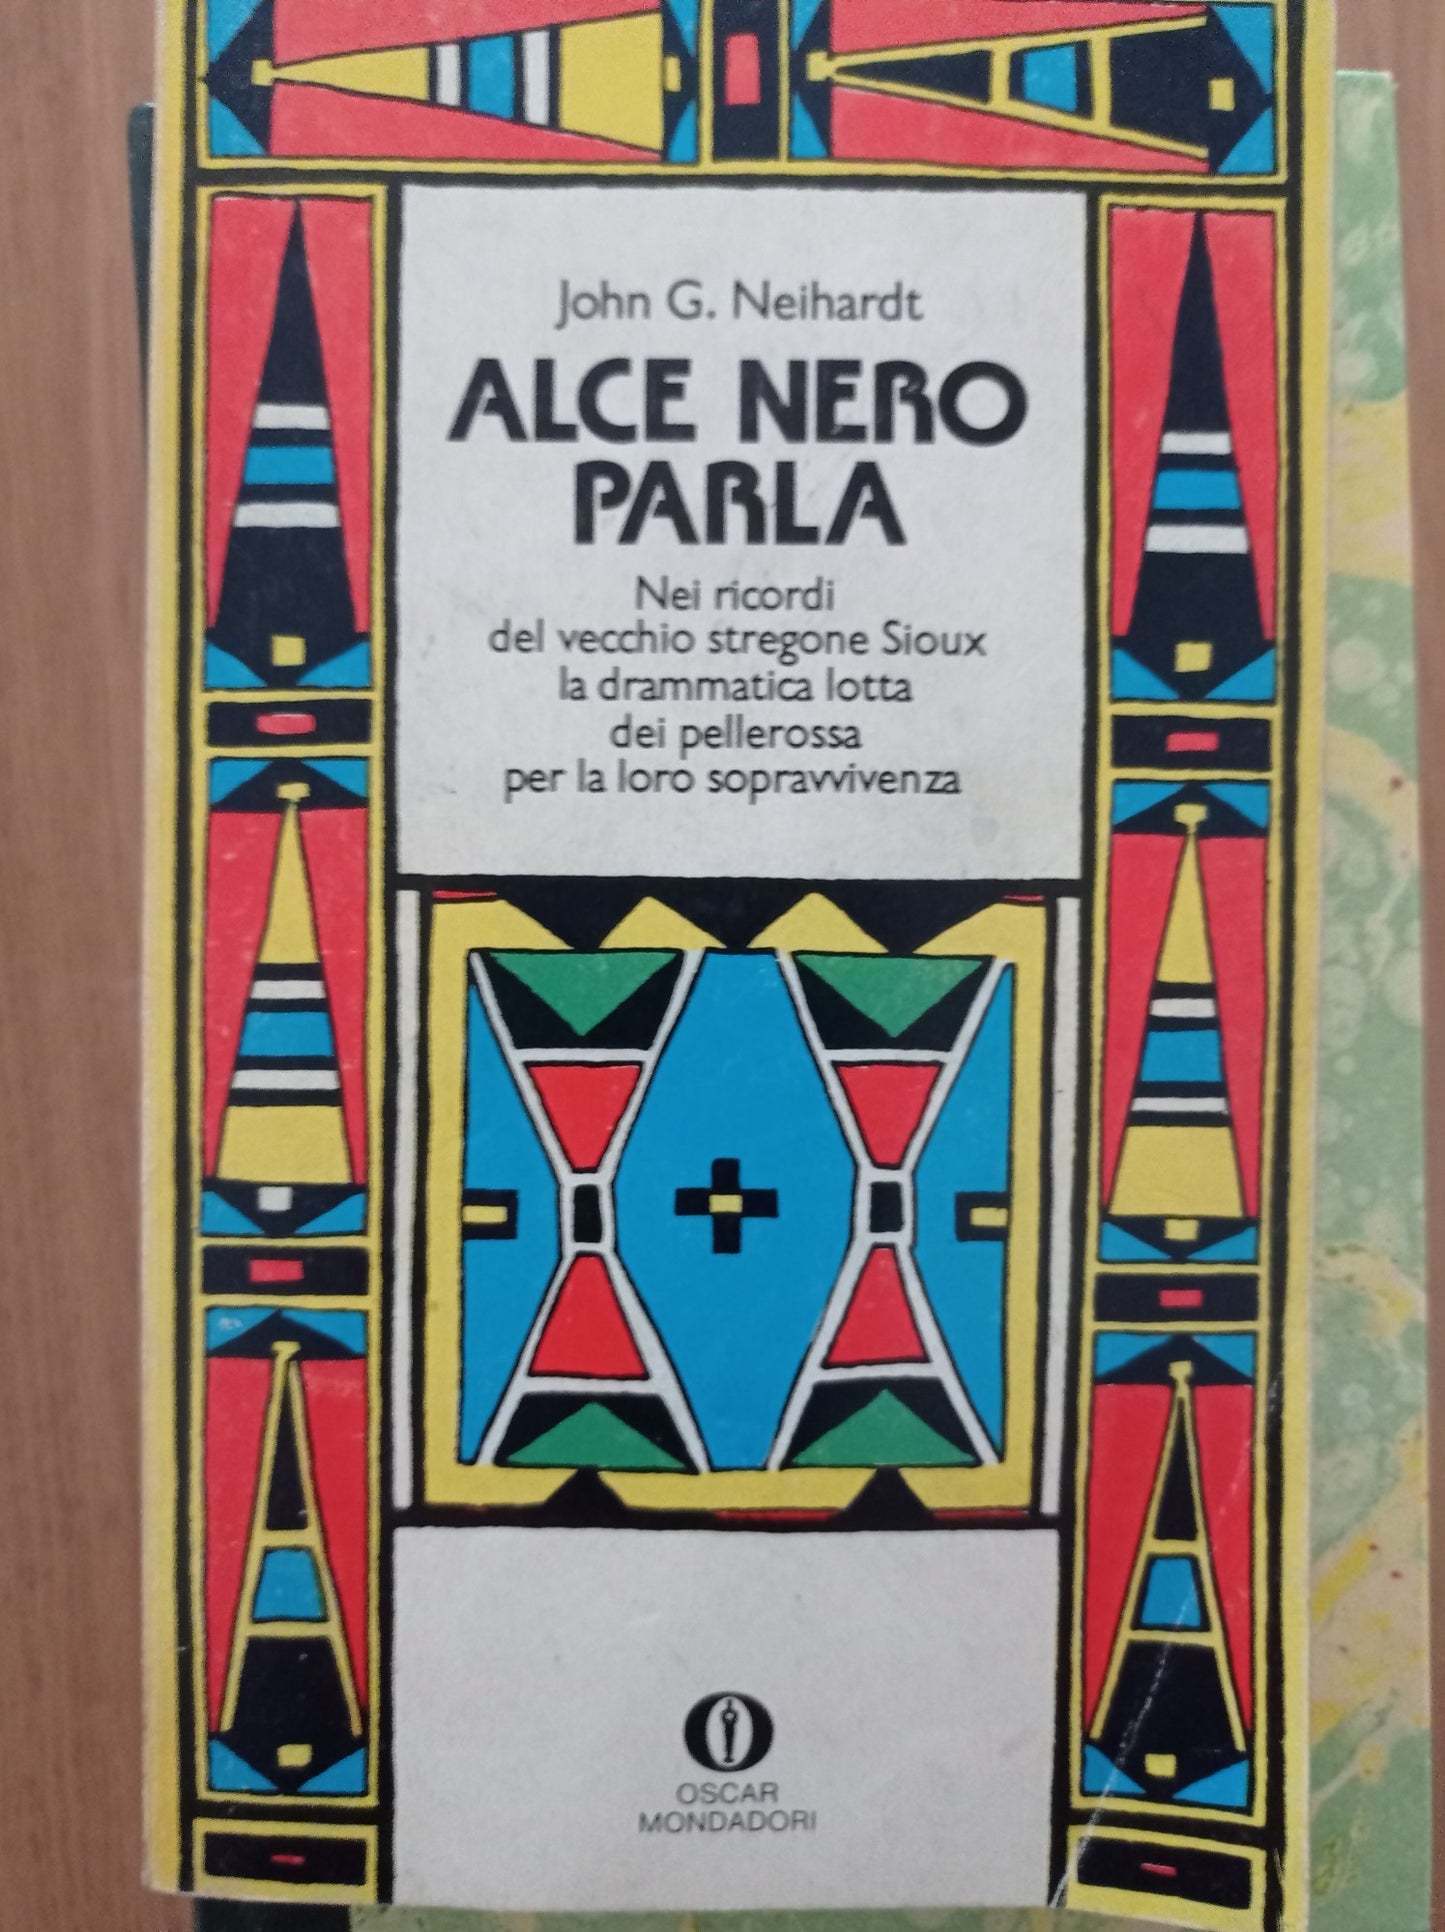 John G. Neihardt
ALCE NERO
PARLA
Nei ricordi
del vecchio stregone Sioux
la drammatica lotta
dei pellerossa
per la loro sopravvivenza
OSCAR
MONDADORI